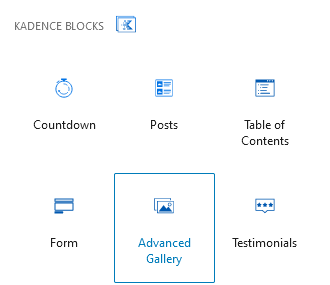 KADENCE BLOCKS
Countdown
Posts
Table of
Contents
Form
Advanced
Gallery
Testimonials